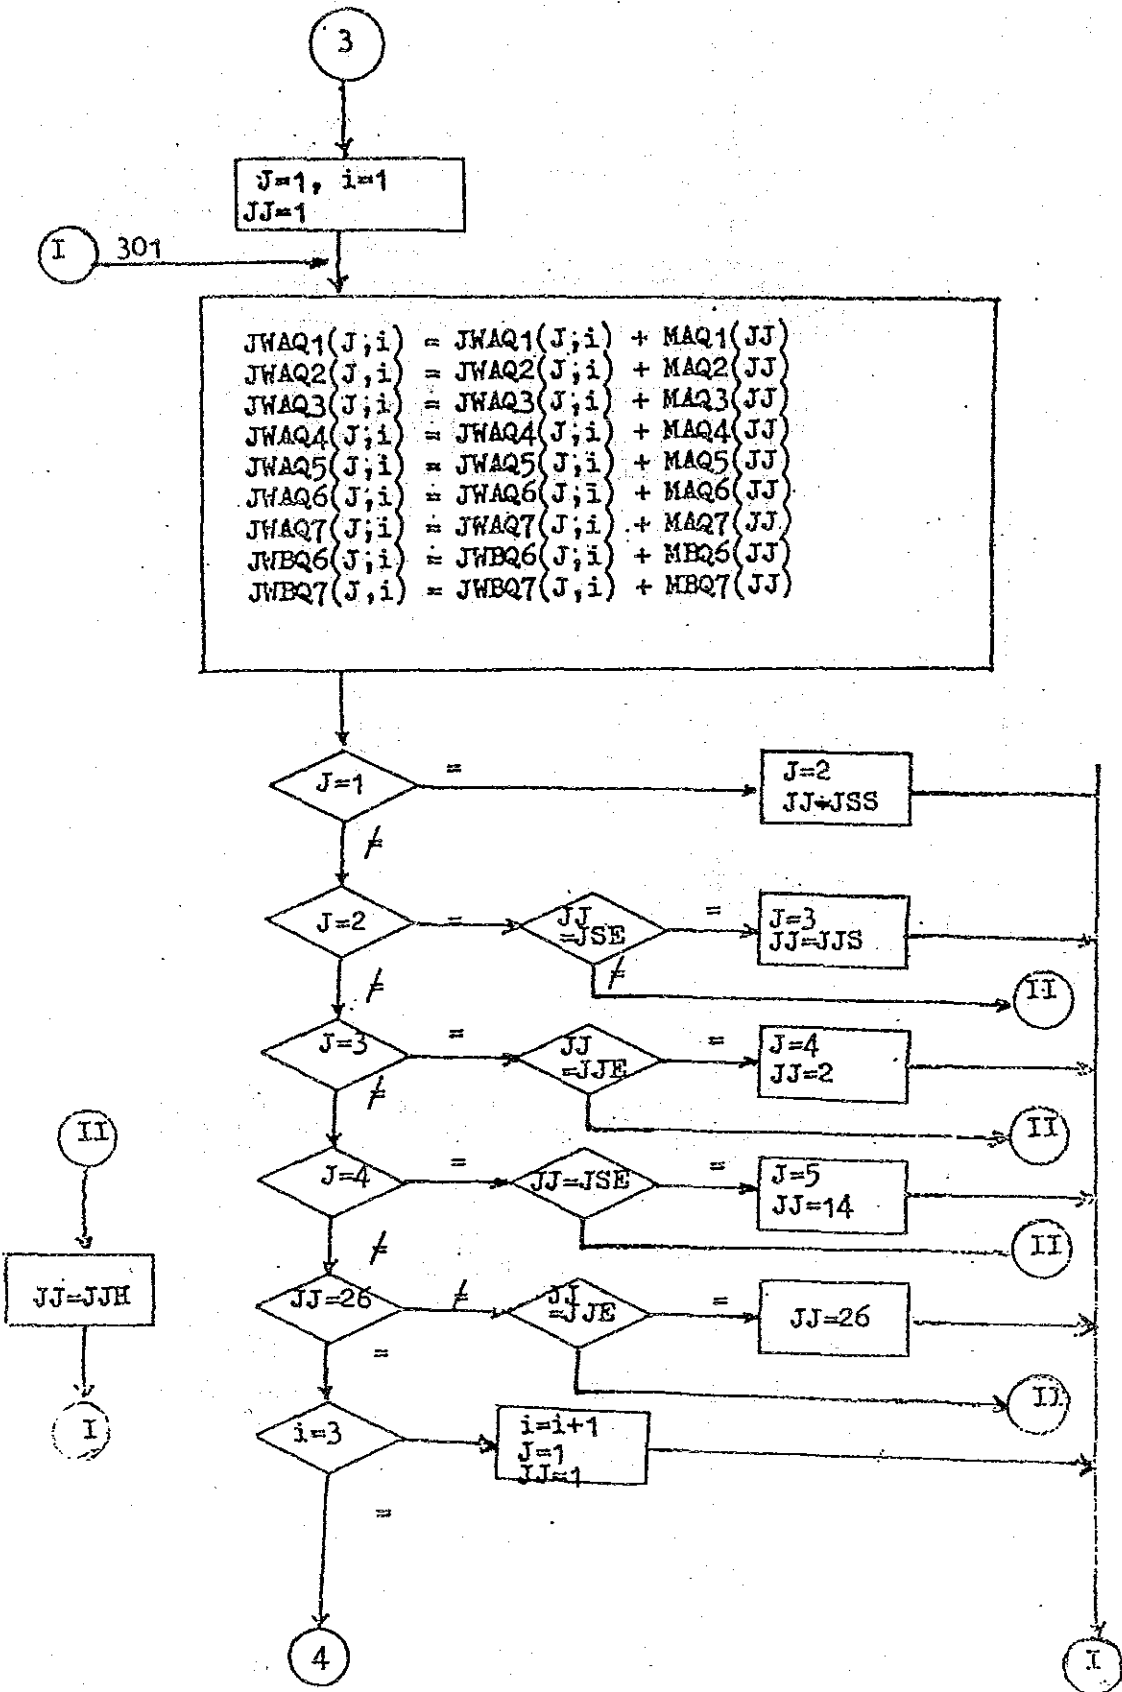 3
J=1, i=1
JJ=1
I 301
JWAQ1(J;i) = JWAQ1(J;i) + MAQ1(JJ)
JWAQ2(J,i) = JWAQ2(J;i) + MAQ2(JJ)
JWAQ3(J;i) = JWAQ3(J;i) + MAQ3(JJ)
JWAQ4(J;i) = JWAQ4(J;i) + MAQ4(JJ)
JWAQ5(J;i) = JWAQ5(J;i) + MAQ5(JJ)
JWAQ6(J,i) = JWAQ6(J;i) + MAQ6(JJ)
JWAQ7(J;i) = JWAQ7(J,i) + MAQ7(JJ)
JWBQ6(J;i) = JWBQ6(J;i) + MBQ6(JJ)
JWBQ7(J,i) = JWBQ7(J,i) + MBQ7(JJ)
J=1
=
J=2
JJ=JSS
≠
J=2
=
JJ
=JSE
=
J=3
JJ=JJS
≠
≠
II
J=3
=
JJ
=JJE
=
J=4
JJ=2
≠
II
II
J=4
=
JJ=JSE
=
J=5
JJ=14
≠
II
JJ=JJH
JJ=26
≠
JJ
=JJE
=
JJ=26
=
II
I
i=3
i=i+1
J=1
JJ=1
=
4
I